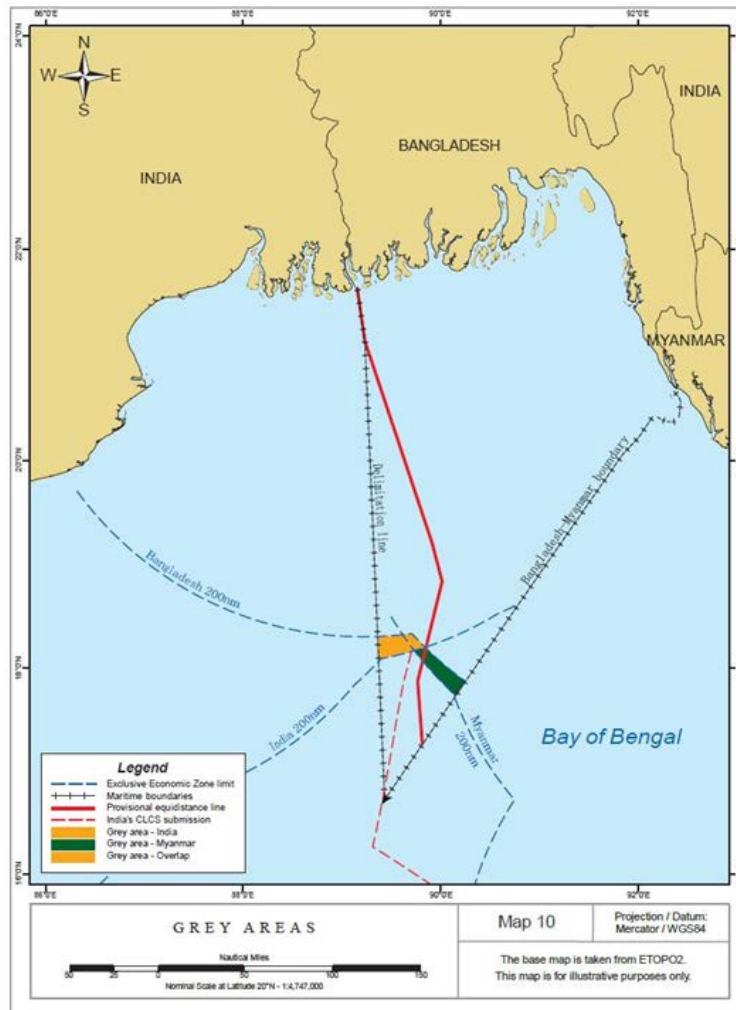 86°0'E 88°0'E 90°0'E 92°0'E
24°0'N
N
W E
S
INDIA
BANGLADESH
INDIA
22°0'N
MYANMAR
20°0'N
Delimitation line
Bangladesh-Myanmar boundary
Bangladesh 200nm
18°0'N
India 200nm
Myanmar
200nm
Bay of Bengal
Legend
Exclusive Economic Zone limit
Maritime boundaries
Provisional equidistance line
India's CLCS submission
Grey area - India
Grey area - Myanmar
Grey area - Overlap
16°0'N
86°0'E 88°0'E 90°0'E 92°0'E
GREY AREAS
Map 10
Projection / Datum:
Mercator / WGS84
Nautical Miles
50 25 0 50 100 150
Nominal Scale at Latitude 20°N - 1:4,747,000
The base map is taken from ETOPO2.
This map is for illustrative purposes only.